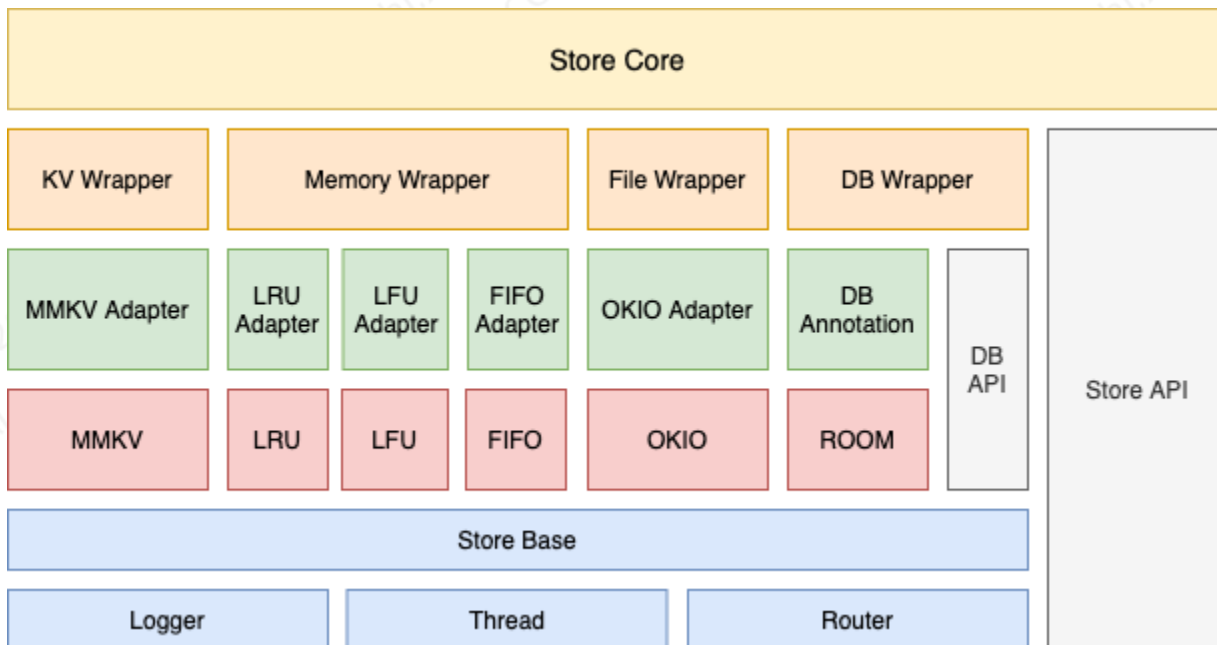 Store Core
KV Wrapper
Memory Wrapper
File Wrapper
DB Wrapper
MMKV Adapter
LRU
Adapter
LFU
Adapter
FIFO
Adapter
OKIO Adapter
DB
Annotation
DB
API
Store API
MMKV
LRU
LFU
FIFO
OKIO
ROOM
Store Base
Logger
Thread
Router